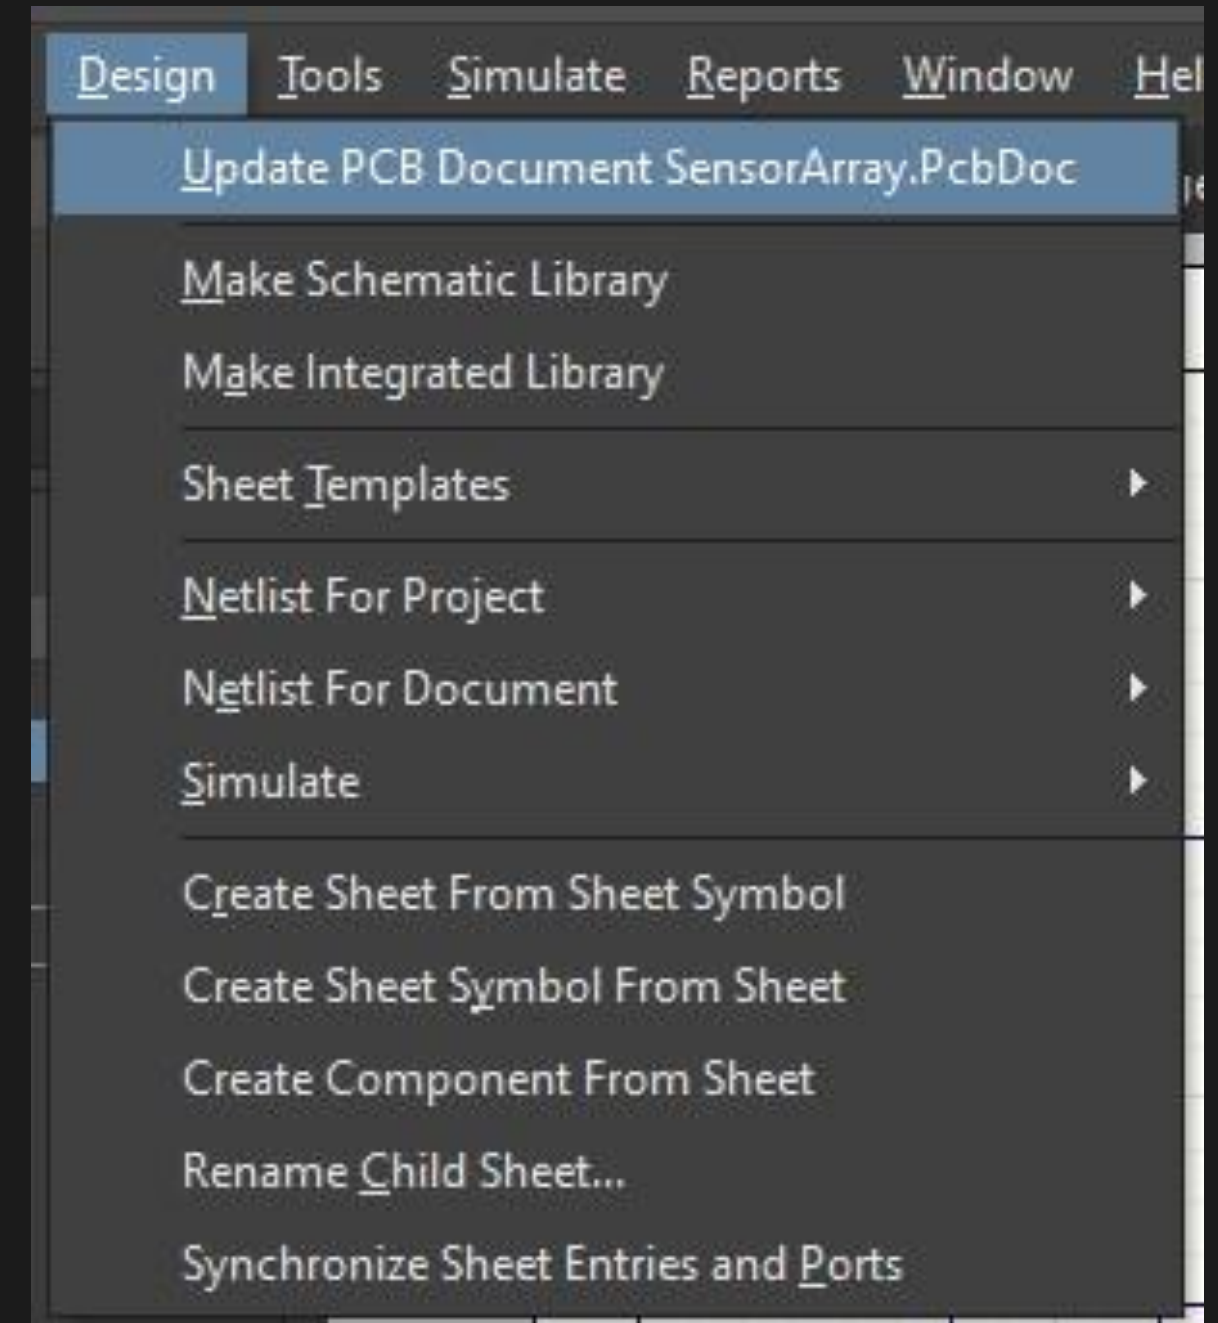 Design Tools Simulate Reports Window Hel
Update PCB Document SensorArray.PcbDoc
Make Schematic Library
Make Integrated Library
Sheet Templates
Netlist For Project
Netlist For Document
Simulate
Create Sheet From Sheet Symbol
Create Sheet Symbol From Sheet
Create Component From Sheet
Rename Child Sheet...
Synchronize Sheet Entries and Ports